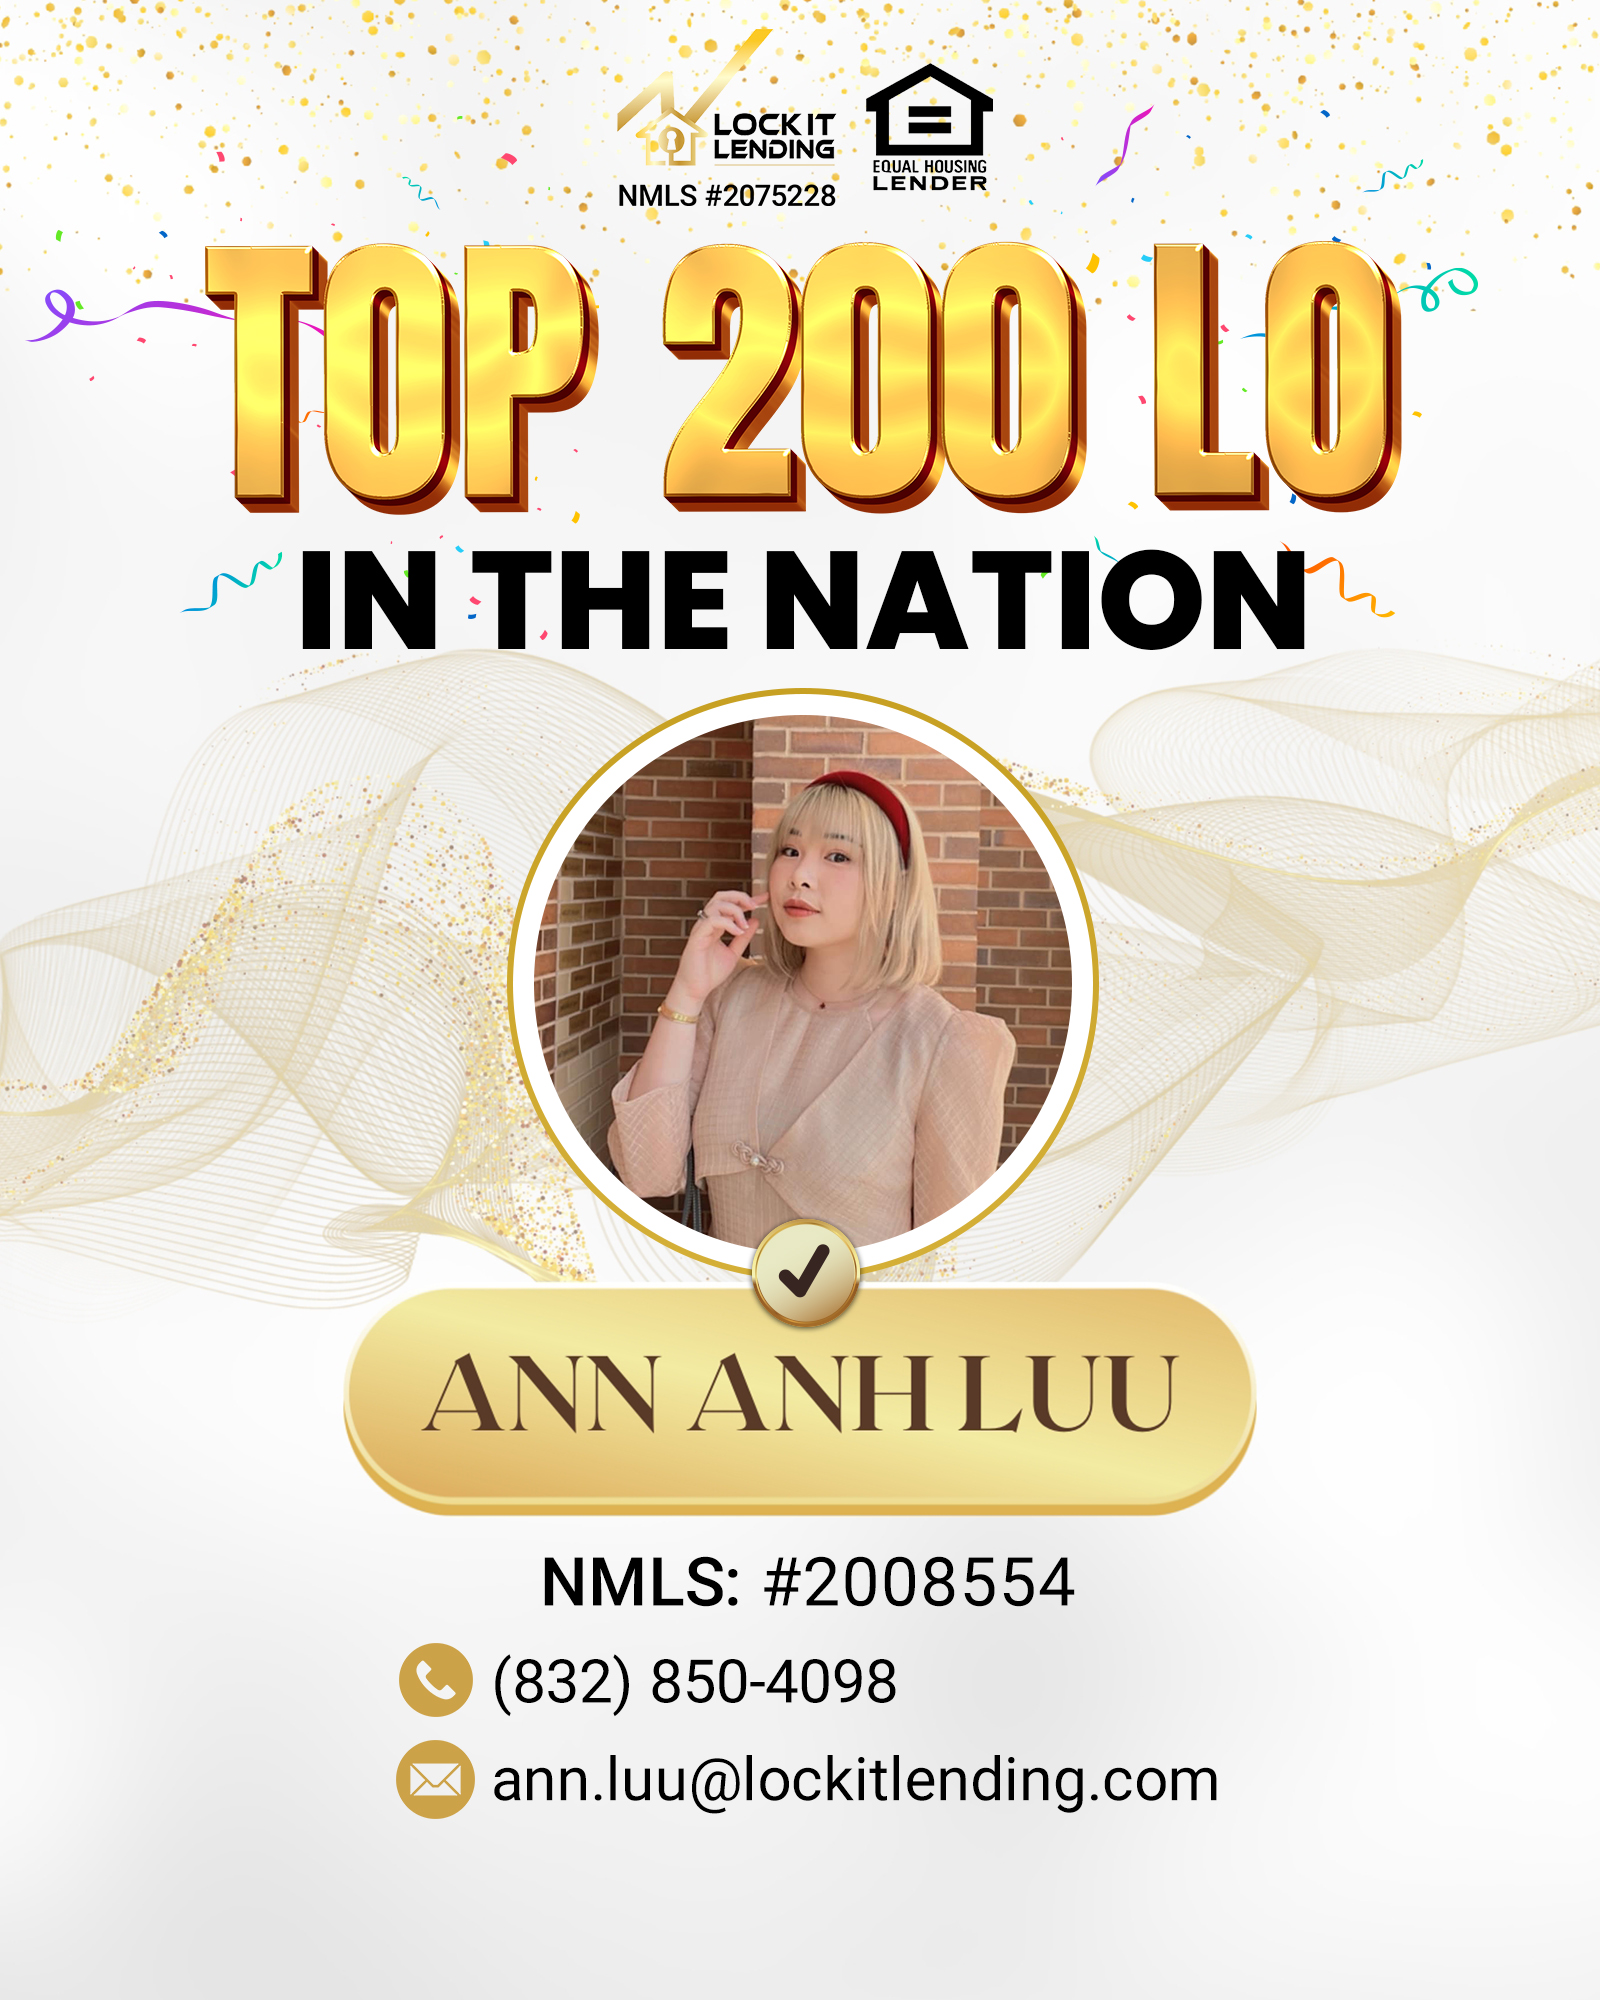 LOCK IT
LENDING
NMLS #2075228
EQUAL HOUSING
LENDER
TOP 200 LO
IN THE NATION
ANN ANH LUU
NMLS: #2008554
(832) 850-4098
ann.luu@lockitlending.com